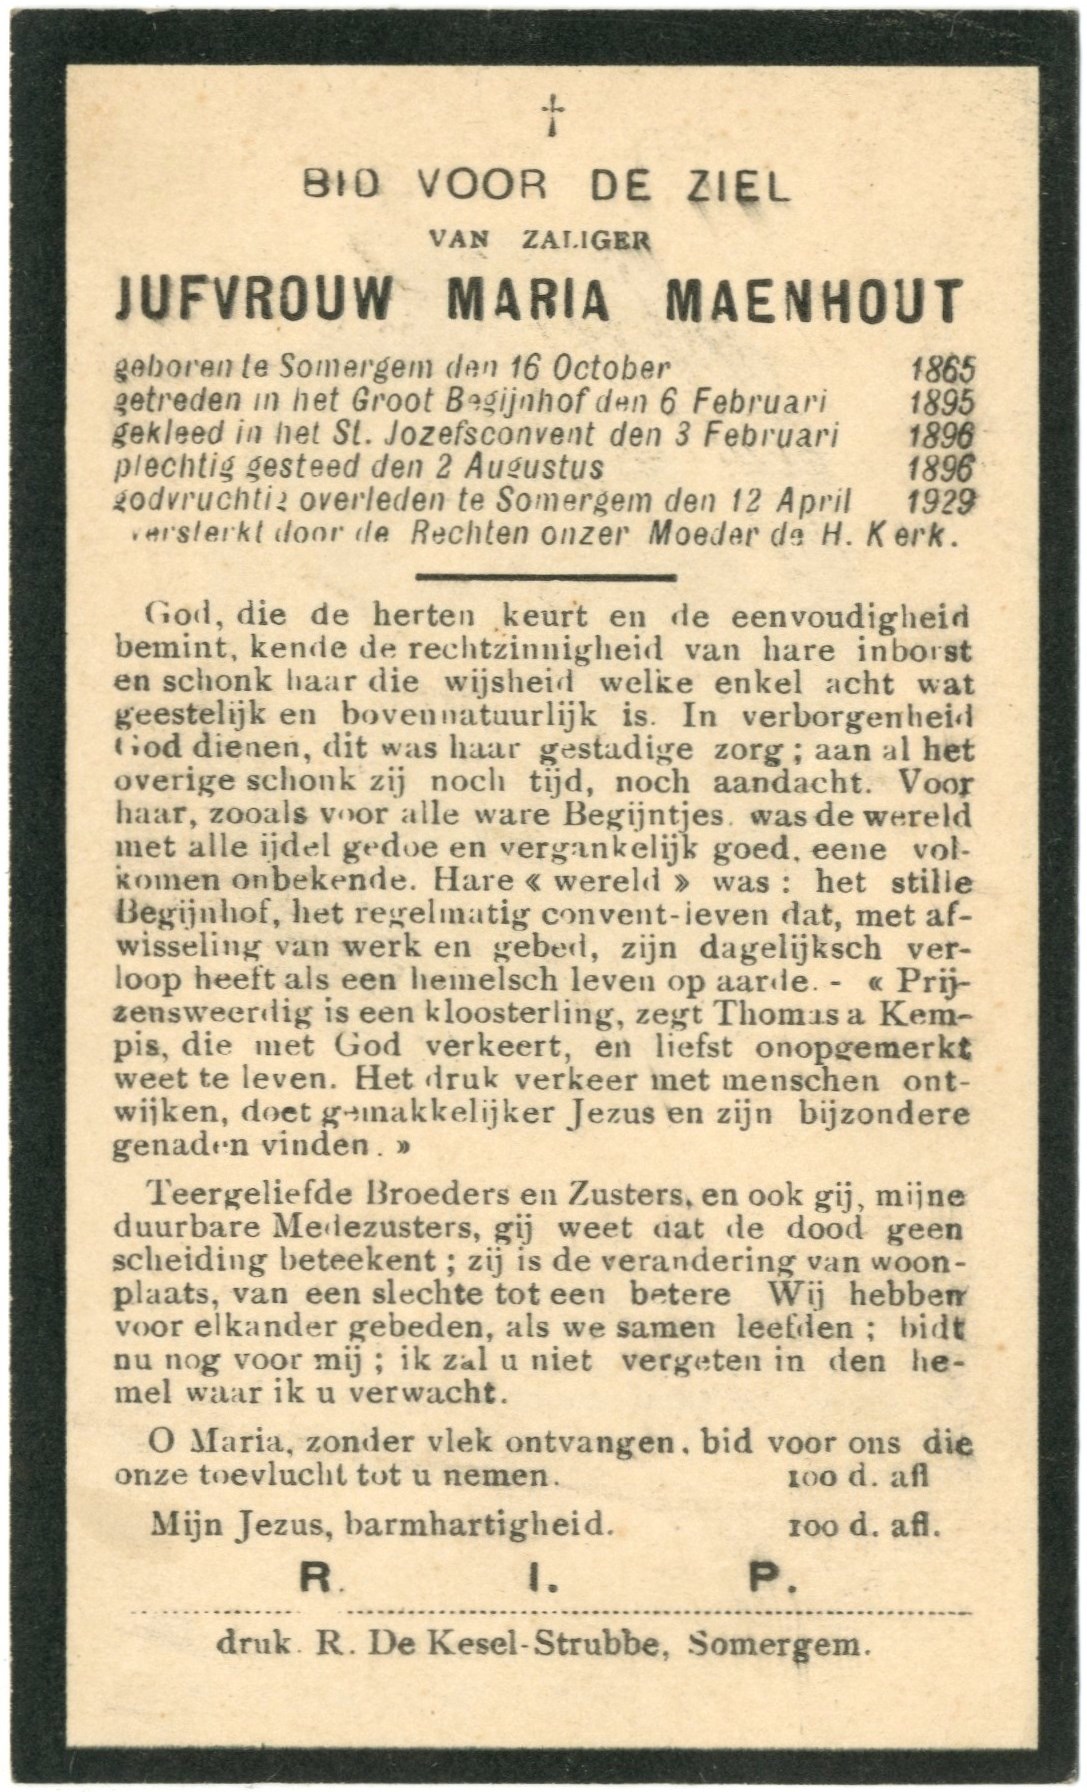 BID VOOR DE ZIEL
VAN ZALIGER
JUFVROUW MARIA MAENHOUT
geboren te Somergem den 16 October 1865
getreden in het Groot Begijnhof den 6 Februari 1895
gekleed in het St. Jozefsconvent den 3 Februari 1896
plechtig gesteed den 2 Augustus 1896
godvruchtig overleden te Somergem den 12 April 1929
versterkt door de Rechten onzer Moeder de H. Kerk.
God, die de herten keurt en de eenvoudigheid
bemint, kende de rechtzinnigheid van hare inborst
en schonk haar die wijsheid welke enkel acht wat
geestelijk en bovennatuurlijk is. In verborgenheid
God dienen, dit was haar gestadige zorg ; aan al het
overige schonk zij noch tijd, noch aandacht. Voor
haar, zooals voor alle ware Begijntjes. was de wereld
met alle ijdel gedoe en vergankelijk goed, eene vol-
komen onbekende. Hare « wereld » was : het stille
Begijnhof, het regelmatig convent-leven dat, met af-
wisseling van werk en gebed, zijn dagelijksch ver-
loop heeft als een hemelsch leven op aarde. - « Prij-
zensweerdig is een kloosterling, zegt Thomas a Kem-
pis, die met God verkeert, en liefst onopgemerkt
weet te leven. Het druk verkeer met menschen ont-
wijken, doet gemakkelijker Jezus en zijn bijzondere
genaden vinden. »
Teergeliefde Broeders en Zusters, en ook gij, mijne
duurbare Medezusters, gij weet dat de dood geen
scheiding beteekent ; zij is de verandering van woon-
plaats, van een slechte tot een betere Wij hebben
voor elkander gebeden, als we samen leefden ; bidt
nu nog voor mij ; ik zal u niet vergeten in den he-
mel waar ik u verwacht.
O Maria, zonder vlek ontvangen, bid voor ons die
onze toevlucht tot u nemen. 100 d. afl
Mijn Jezus, barmhartigheid. 100 d. afl.
R. I. P.
druk. R. De Kesel-Strubbe, Somergem.